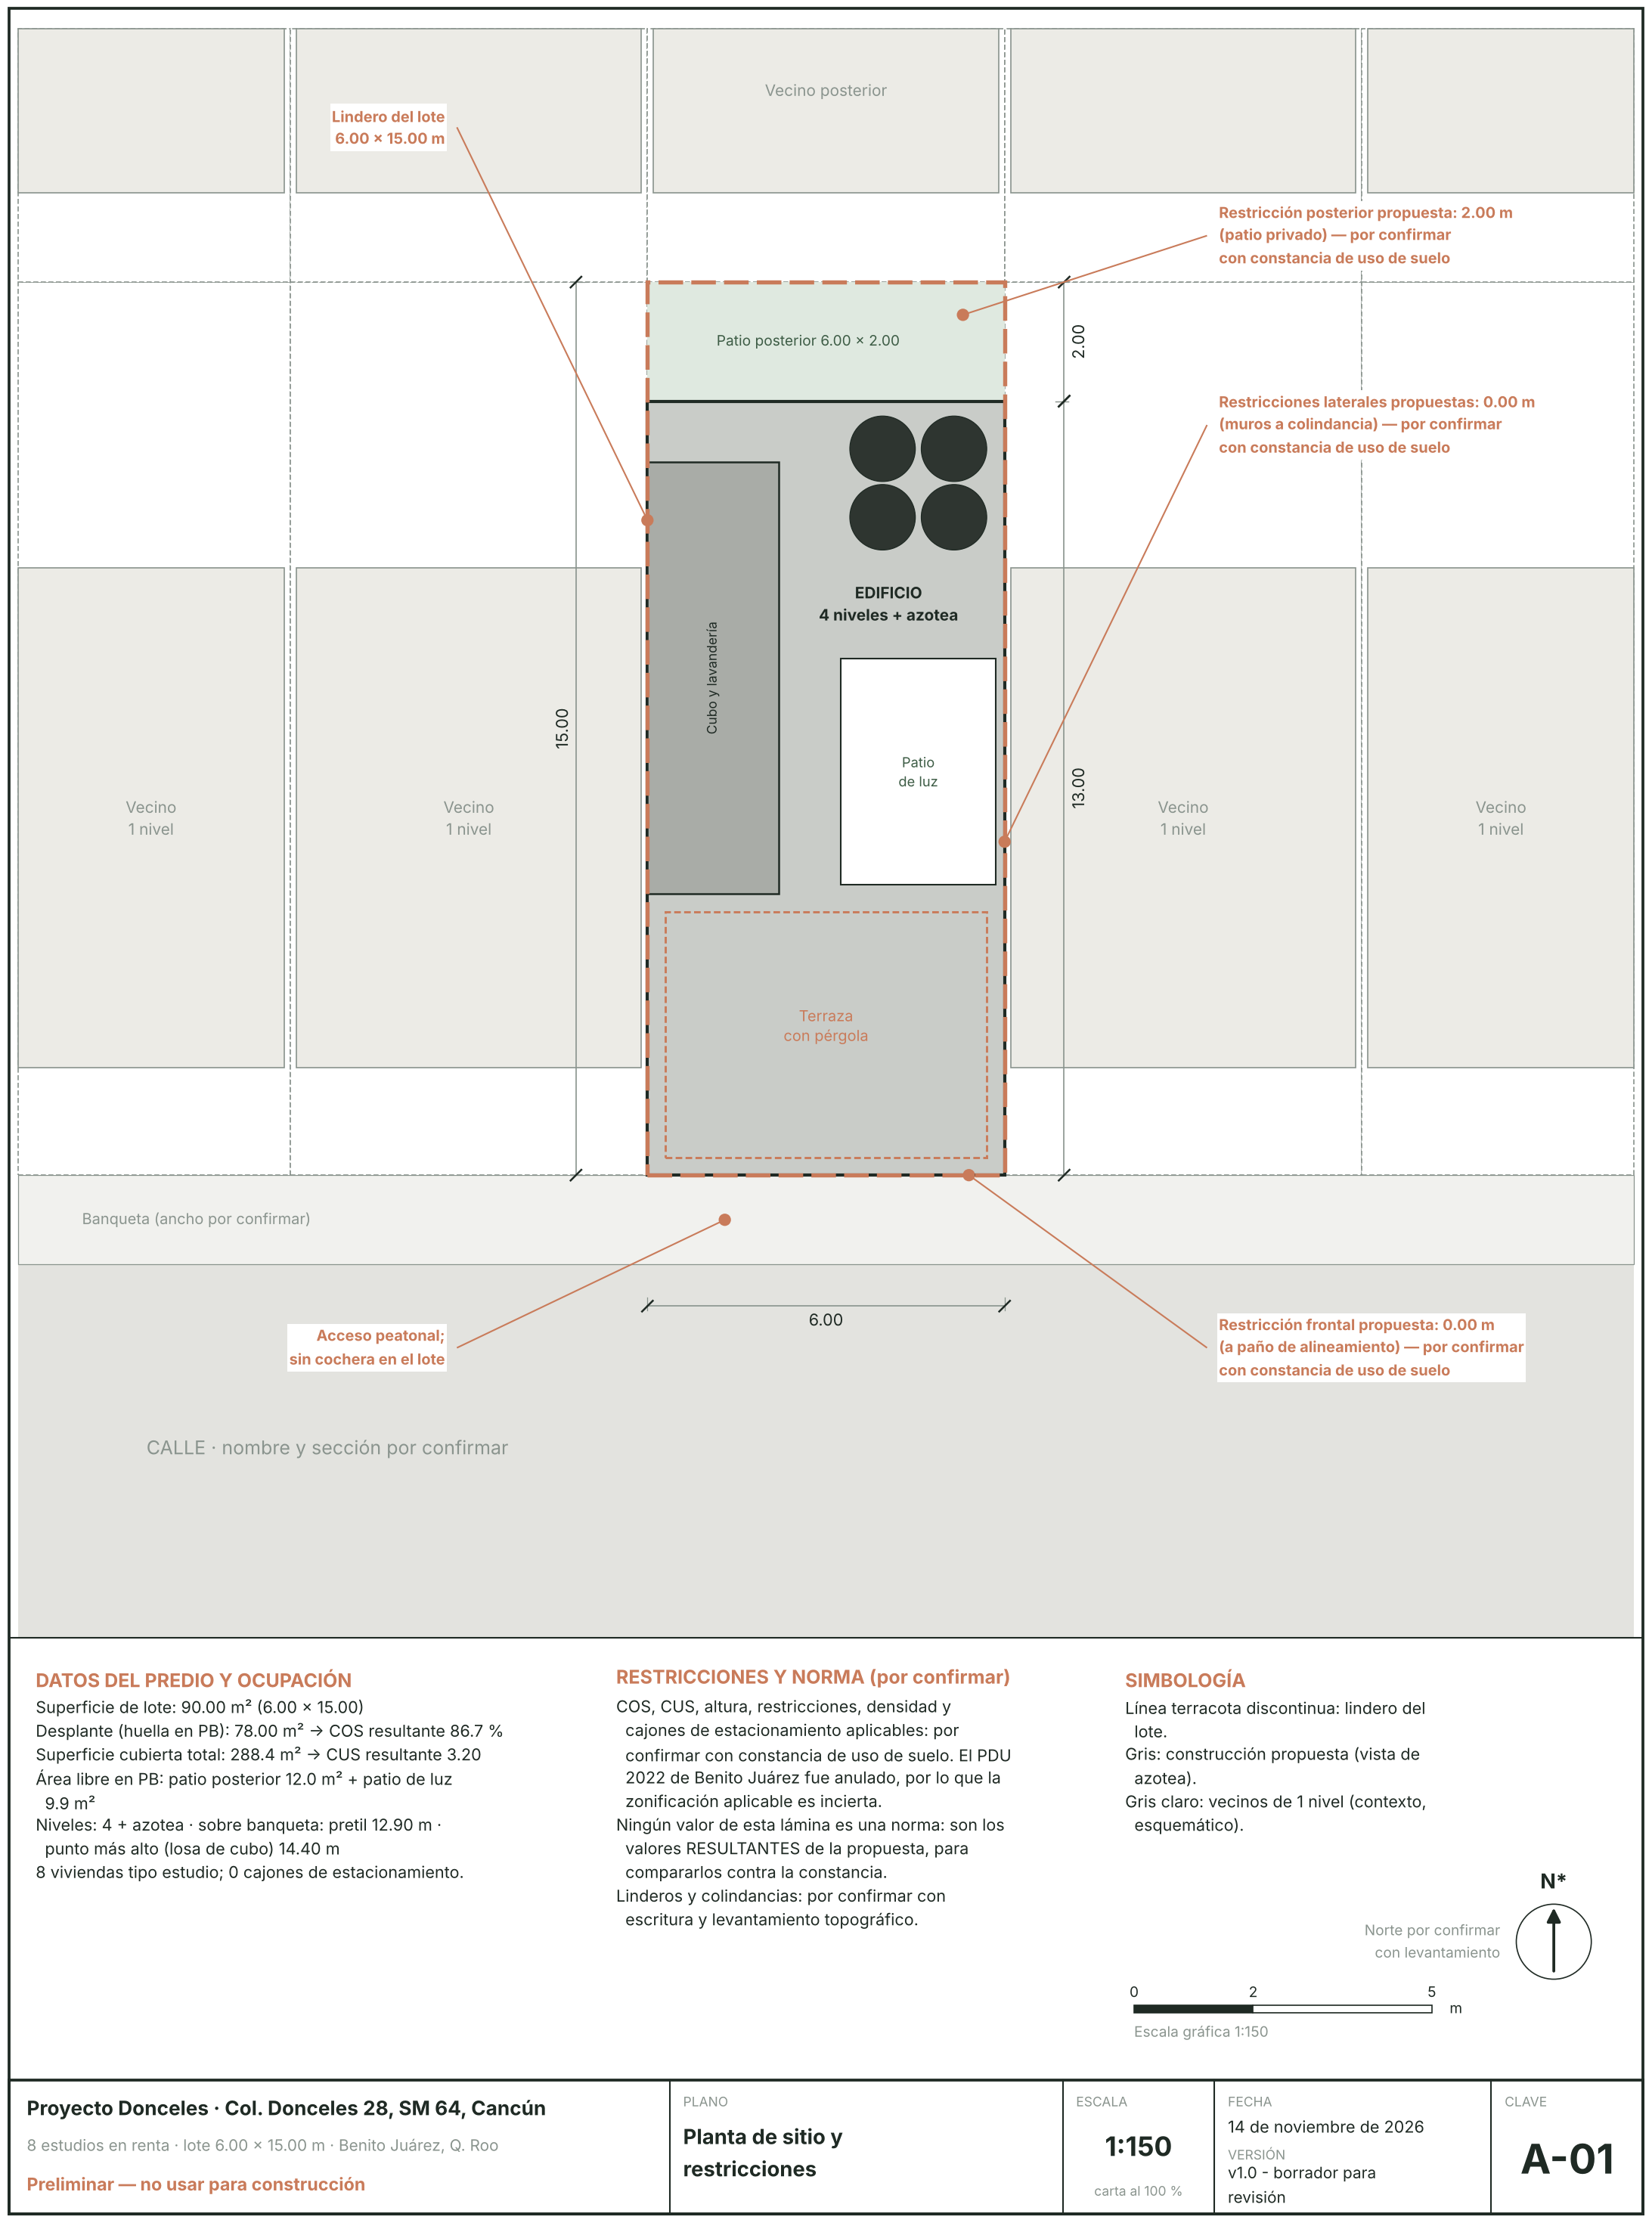 Vecino posterior
Lindero del lote
6.00 × 15.00 m
Restricción posterior propuesta: 2.00 m
(patio privado) — por confirmar
con constancia de uso de suelo
Patio posterior 6.00 × 2.00
2.00
Restricciones laterales propuestas: 0.00 m
(muros a colindancia) — por confirmar
con constancia de uso de suelo
EDIFICIO
4 niveles + azotea
Cubo y lavandería
15.00
Patio
de luz
13.00
Vecino
1 nivel
Vecino
1 nivel
Vecino
1 nivel
Vecino
1 nivel
Terraza
con pérgola
Banqueta (ancho por confirmar)
6.00
Acceso peatonal;
sin cochera en el lote
Restricción frontal propuesta: 0.00 m
(a paño de alineamiento) — por confirmar
con constancia de uso de suelo
CALLE · nombre y sección por confirmar
DATOS DEL PREDIO Y OCUPACIÓN
Superficie de lote: 90.00 m² (6.00 × 15.00)
Desplante (huella en PB): 78.00 m² → COS resultante 86.7 %
Superficie cubierta total: 288.4 m² → CUS resultante 3.20
Área libre en PB: patio posterior 12.0 m² + patio de luz
9.9 m²
Niveles: 4 + azotea · sobre banqueta: pretil 12.90 m ·
punto más alto (losa de cubo) 14.40 m
8 viviendas tipo estudio; 0 cajones de estacionamiento.
RESTRICCIONES Y NORMA (por confirmar)
COS, CUS, altura, restricciones, densidad y
cajones de estacionamiento aplicables: por
confirmar con constancia de uso de suelo. El PDU
2022 de Benito Juárez fue anulado, por lo que la
zonificación aplicable es incierta.
Ningún valor de esta lámina es una norma: son los
valores RESULTANTES de la propuesta, para
compararlos contra la constancia.
Linderos y colindancias: por confirmar con
escritura y levantamiento topográfico.
SIMBOLOGÍA
Línea terracota discontinua: lindero del
lote.
Gris: construcción propuesta (vista de
azotea).
Gris claro: vecinos de 1 nivel (contexto,
esquemático).
N*
Norte por confirmar
con levantamiento
0 2 5
m
Escala gráfica 1:150
Proyecto Donceles · Col. Donceles 28, SM 64, Cancún
8 estudios en renta · lote 6.00 × 15.00 m · Benito Juárez, Q. Roo
Preliminar — no usar para construcción
PLANO
Planta de sitio y
restricciones
ESCALA
1:150
carta al 100 %
FECHA
14 de noviembre de 2026
VERSIÓN
v1.0 - borrador para
revisión
CLAVE
A-01